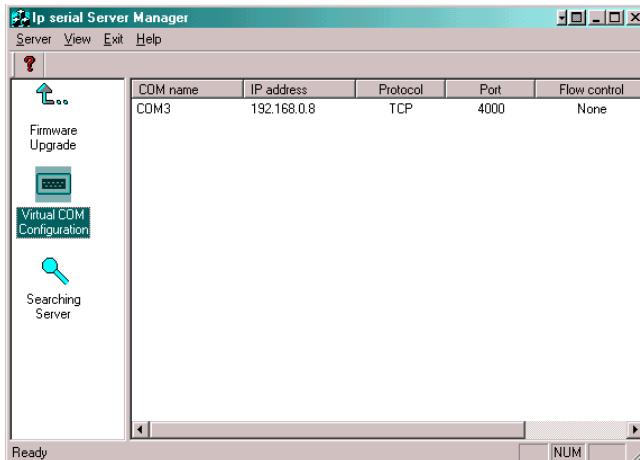 Ip serial Server Manager
Server View Exit Help
?
COM name IP address Protocol Port Flow control
COM3 192.168.0.8 TCP 4000 None
Firmware
Upgrade
Virtual COM
Configuration
Searching
Server
Ready NUM